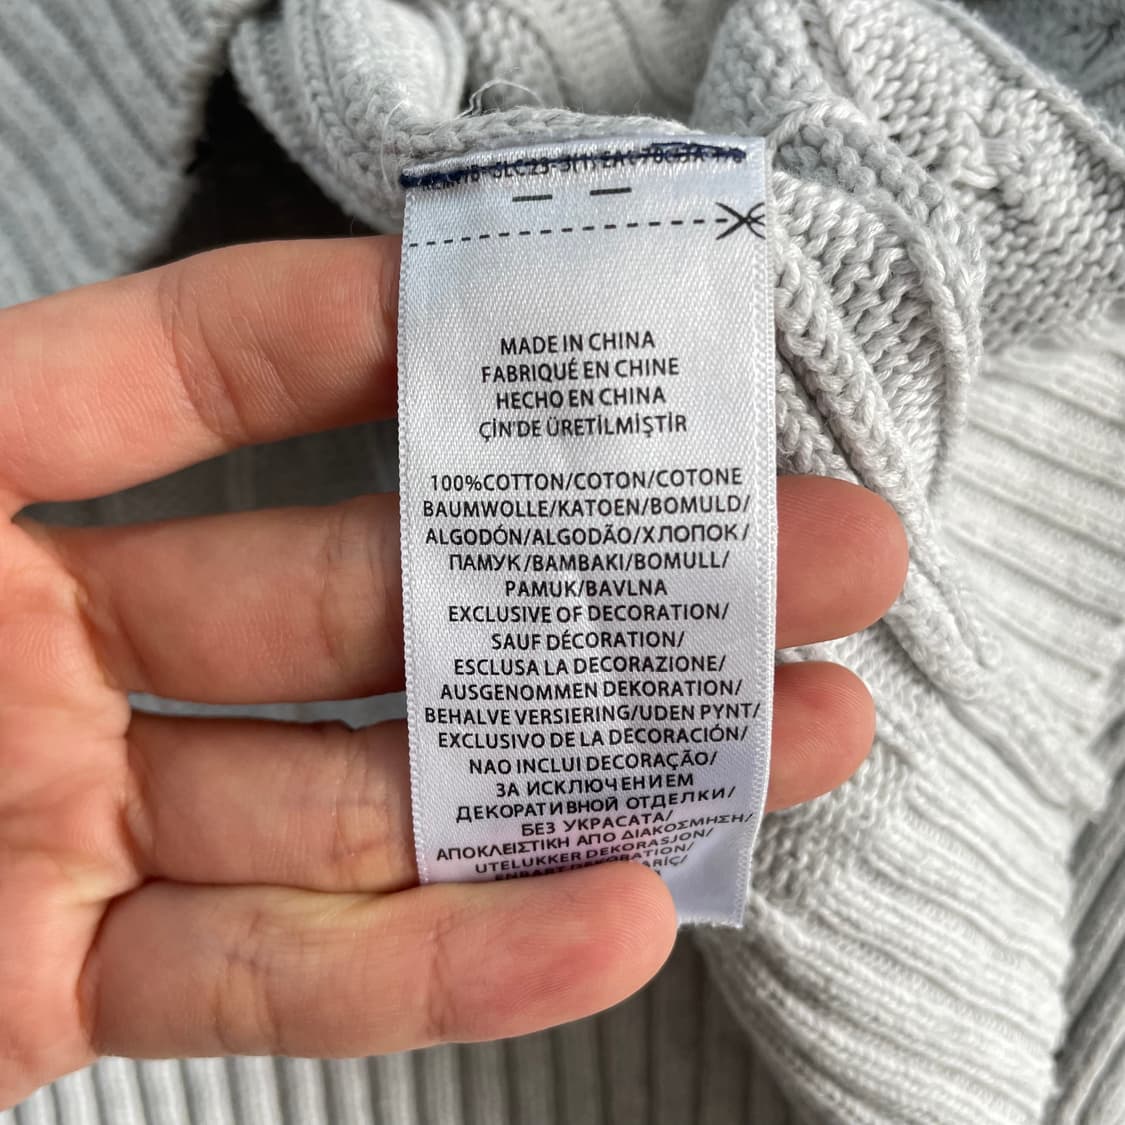 MADE IN CHINA
FABRIQUÉ EN CHINE
HECHO EN CHINA
ÇİN'DE ÜRETİLMİŞTİR
100%COTTON/COTON/COTONE
BAUMWOLLE/KATOEN/BOMULD/
ALGODÓN/ALGODÃO/ХЛОПОК/
ПАМУК/BAMBAKI/BOMULL/
PAMUK/BAVLNA
EXCLUSIVE OF DECORATION/
SAUF DÉCORATION/
ESCLUSA LA DECORAZIONE/
AUSGENOMMEN DEKORATION/
BEHALVE VERSIERING/UDEN PYNT/
EXCLUSIVO DE LA DECORACIÓN/
NAO INCLUI DECORAÇÃO/
ЗА ИСКЛЮЧЕНИЕМ
ДЕКОРАТИВНОЙ ОТДЕЛКИ/
БЕЗ УКРАСАТА/
ΑΠΟΚΛΕΙΣΤΙΚΗ ΑΠΟ ΔΙΑΚΟΣΜΗΣΗ/
UTELUKKER DEKORASJON/